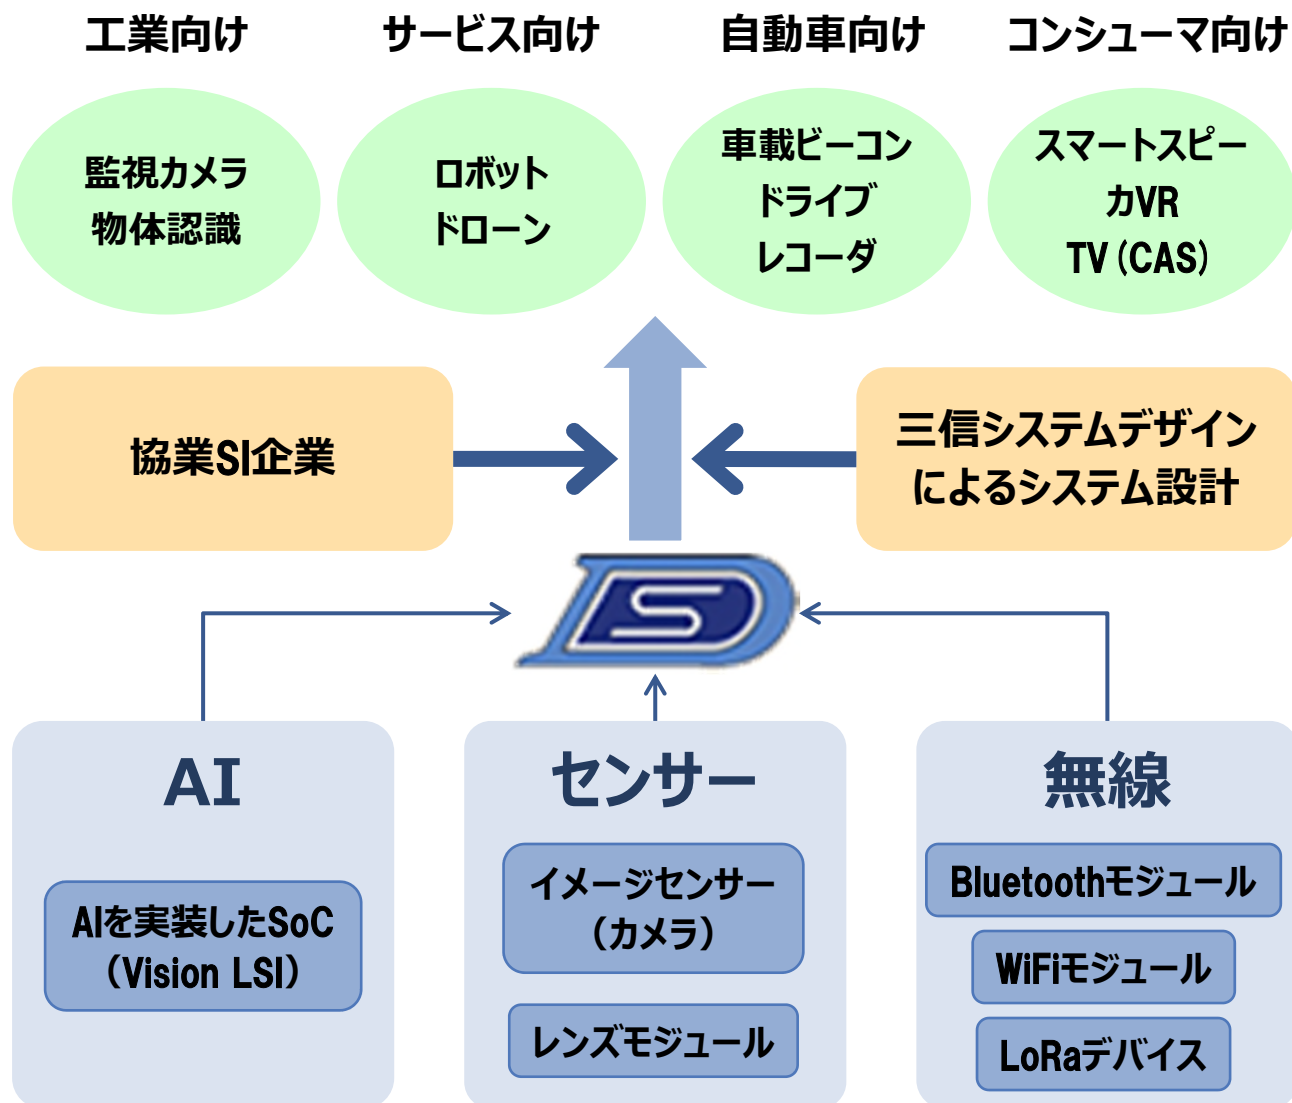 工業向け
サービス向け
自動車向け
コンシューマ向け
監視カメラ
物体認識
ロボット
ドローン
車載ビーコン
ドライブ
レコーダ
スマートスピー
カVR
TV(CAS)
協業SI企業
三信システムデザイン
によるシステム設計
AI
AIを実装したSoC
(Vision LSI)
センサー
イメージセンサー
(カメラ)
レンズモジュール
無線
Bluetoothモジュール
WiFiモジュール
LoRaデバイス